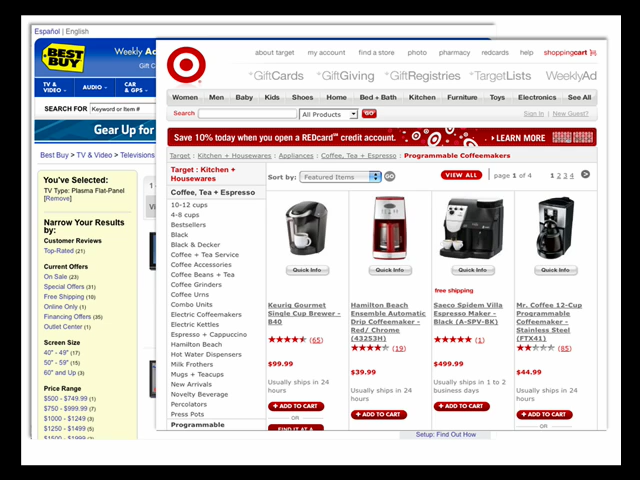 Español | English
BEST BUY
Weekly Ad
Gift C
TV & VIDEO
AUDIO
CAR & GPS
SEARCH FOR
Keyword or Item #
Gear Up for
Best Buy > TV & Video > Televisions
You've Selected:
TV Type: Plasma Flat-Panel
[Remove]
Narrow Your Results by:
Customer Reviews
Top-Rated (21)
Current Offers
On Sale (23)
Special Offers (31)
Free Shipping (10)
Online Only (1)
Financing Offers (35)
Outlet Center (1)
Screen Size
40" - 49" (17)
50" - 59" (15)
60" and Up (3)
Price Range
$500 - $749.99 (1)
$750 - $999.99 (7)
$1000 - $1249 (3)
$1250 - $1499 (5)
about target my account find a store photo pharmacy redcards help shoppingcart
GiftCards GiftGiving GiftRegistries TargetLists WeeklyAd
Women Men Baby Kids Shoes Home Bed + Bath Kitchen Furniture Toys Electronics See All
Search All Products GO Sign In | New Guest?
Save 10% today when you open a REDcard℠ credit account. LEARN MORE
Target : Kitchen + Housewares : Appliances : Coffee, Tea + Espresso : Programmable Coffeemakers
Target : Kitchen + Housewares
Coffee, Tea + Espresso
10-12 cups
4-8 cups
Bestsellers
Black
Black & Decker
Coffee + Tea Service
Coffee Accessories
Coffee Beans + Tea
Coffee Grinders
Coffee Urns
Combo Units
Electric Coffeemakers
Electric Kettles
Espresso + Cappuccino
Hamilton Beach
Hot Water Dispensers
Milk Frothers
Mugs + Teacups
New Arrivals
Novelty Beverage
Percolators
Press Pots
Programmable
Sort by: Featured Items GO VIEW ALL page 1 of 4 1 2 3 4
Quick Info
Keurig Gourmet
Single Cup Brewer -
B40
(65)
$99.99
Usually ships in 24
hours
ADD TO CART
OR
FIND IT AT A
Quick Info
Hamilton Beach
Ensemble Automatic
Drip Coffeemaker -
Red/ Chrome
(43253H)
(19)
$39.99
Usually ships in 24
hours
ADD TO CART
Quick Info
free shipping
Saeco Spidem Villa
Espresso Maker -
Black (A-SPV-BK)
(1)
$499.99
Usually ships in 1 to 2
business days
ADD TO CART
Quick Info
Mr. Coffee 12-Cup
Programmable
Coffeemaker -
Stainless Steel
(FTX41)
(85)
$44.99
Usually ships in 24
hours
ADD TO CART
OR
Setup: Find Out How